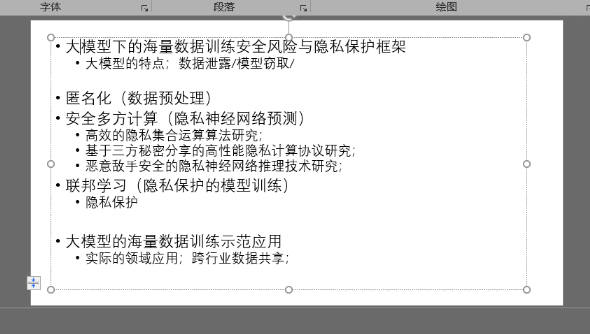 字体 段落 绘图
• 大模型下的海量数据训练安全风险与隐私保护框架
• 大模型的特点；数据泄露/模型窃取/
• 匿名化（数据预处理）
• 安全多方计算（隐私神经网络预测）
• 高效的隐私集合运算算法研究；
• 基于三方秘密分享的高性能隐私计算协议研究；
• 恶意敌手安全的隐私神经网络推理技术研究；
• 联邦学习（隐私保护的模型训练）
• 隐私保护
• 大模型的海量数据训练示范应用
• 实际的领域应用；跨行业数据共享；